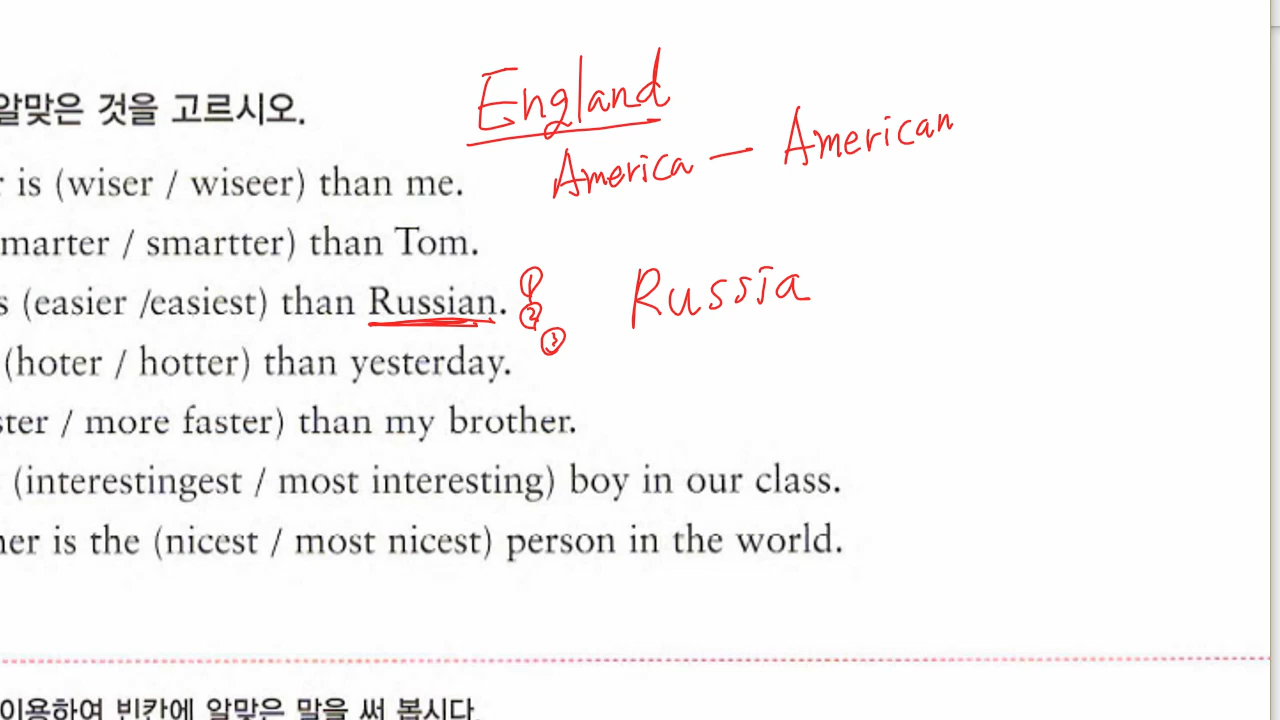 England
알맞은 것을 고르시오.
America — American
is (wiser / wiseer) than me.
marter / smartter) than Tom.
s (easier /easiest) than Russian. ① Russia
②
③
(hoter / hotter) than yesterday.
ster / more faster) than my brother.
(interestingest / most interesting) boy in our class.
her is the (nicest / most nicest) person in the world.
이용하여 빈칸에 알맞은 말을 써 봅시다.